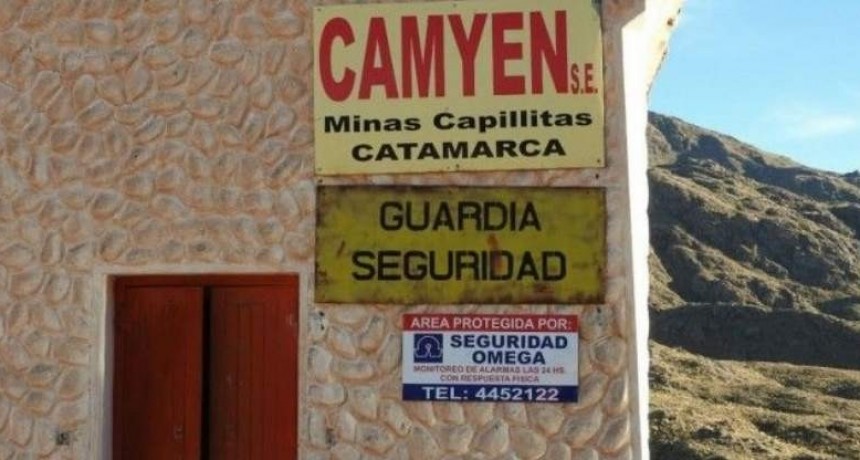 CAMYEN S.E.
Minas Capillitas
CATAMARCA
GUARDIA
SEGURIDAD
AREA PROTEGIDA POR:
SEGURIDAD
OMEGA
MONITOREO DE ALARMAS LAS 24 HS.
CON RESPUESTA FISICA
TEL: 4452122